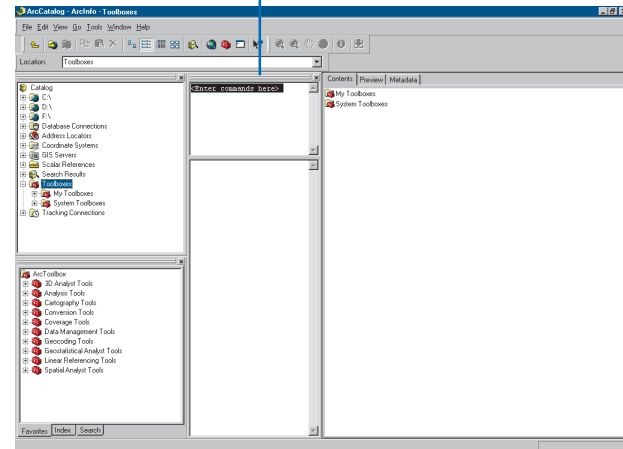 ArcCatalog - ArcInfo - Toolboxes
File Edit View Go Tools Window Help
Location: Toolboxes
Catalog
C:\
D:\
F:\
Database Connections
Address Locators
Coordinate Systems
GIS Servers
Scalar References
Search Results
Toolboxes
My Toolboxes
System Toolboxes
Tracking Connections
ArcToolbox
3D Analyst Tools
Analysis Tools
Cartography Tools
Conversion Tools
Coverage Tools
Data Management Tools
Geocoding Tools
Geostatistical Analyst Tools
Linear Referencing Tools
Spatial Analyst Tools
Favorites Index Search
<Enter commands here>
Contents Preview Metadata
My Toolboxes
System Toolboxes